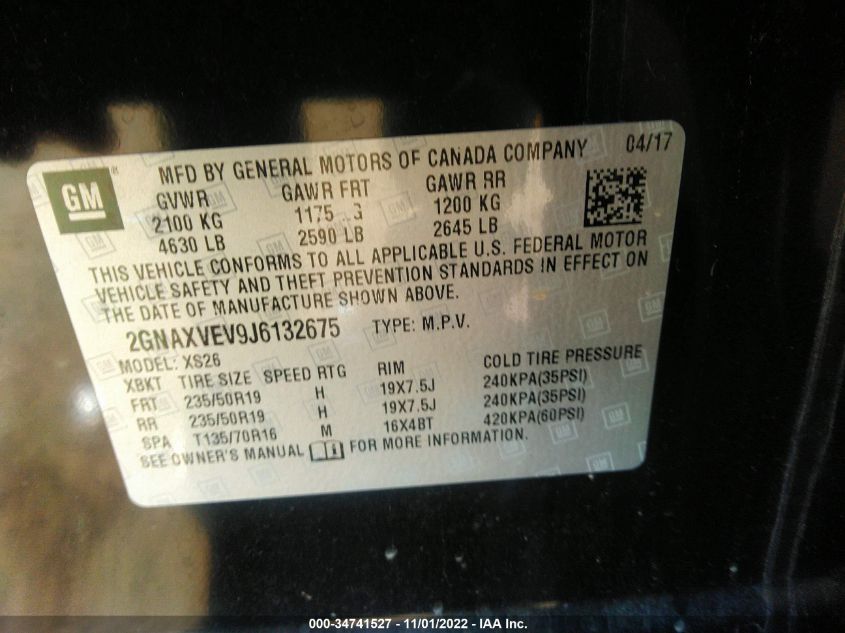 GM
MFD BY GENERAL MOTORS OF CANADA COMPANY 04/17
GVWR GAWR FRT GAWR RR
2100 KG 1175 G 1200 KG
4630 LB 2590 LB 2645 LB
THIS VEHICLE CONFORMS TO ALL APPLICABLE U.S. FEDERAL MOTOR
VEHICLE SAFETY AND THEFT PREVENTION STANDARDS IN EFFECT ON
THE DATE OF MANUFACTURE SHOWN ABOVE.
2GNAXVEV9J6132675 TYPE: M.P.V.
MODEL: XS26
XBKT TIRE SIZE SPEED RTG RIM COLD TIRE PRESSURE
FRT 235/50R19 H 19X7.5J 240KPA(35PSI)
RR 235/50R19 H 19X7.5J 240KPA(35PSI)
SPA T135/70R16 M 16X4BT 420KPA(60PSI)
SEE OWNER'S MANUAL FOR MORE INFORMATION.
000-34741527 - 11/01/2022 - IAA Inc.